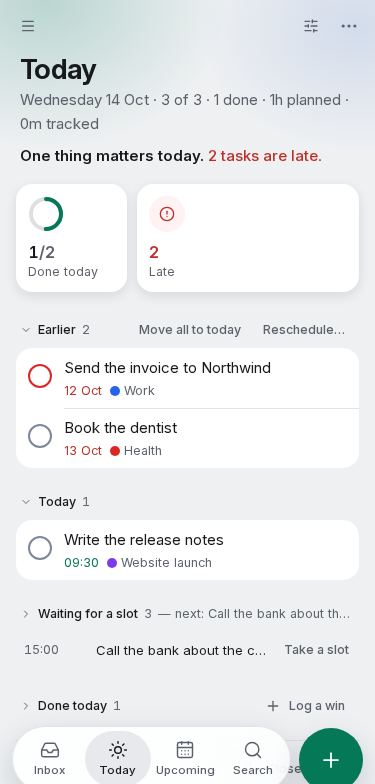 Today
Wednesday 14 Oct · 3 of 3 · 1 done · 1h planned ·
0m tracked
One thing matters today. 2 tasks are late.
1/2
Done today
2
Late
Earlier 2 Move all to today Reschedule…
Send the invoice to Northwind
12 Oct Work
Book the dentist
13 Oct Health
Today 1
Write the release notes
09:30 Website launch
Waiting for a slot 3 — next: Call the bank about th…
15:00 Call the bank about the c… Take a slot
Done today 1 Log a win
Inbox Today Upcoming Search